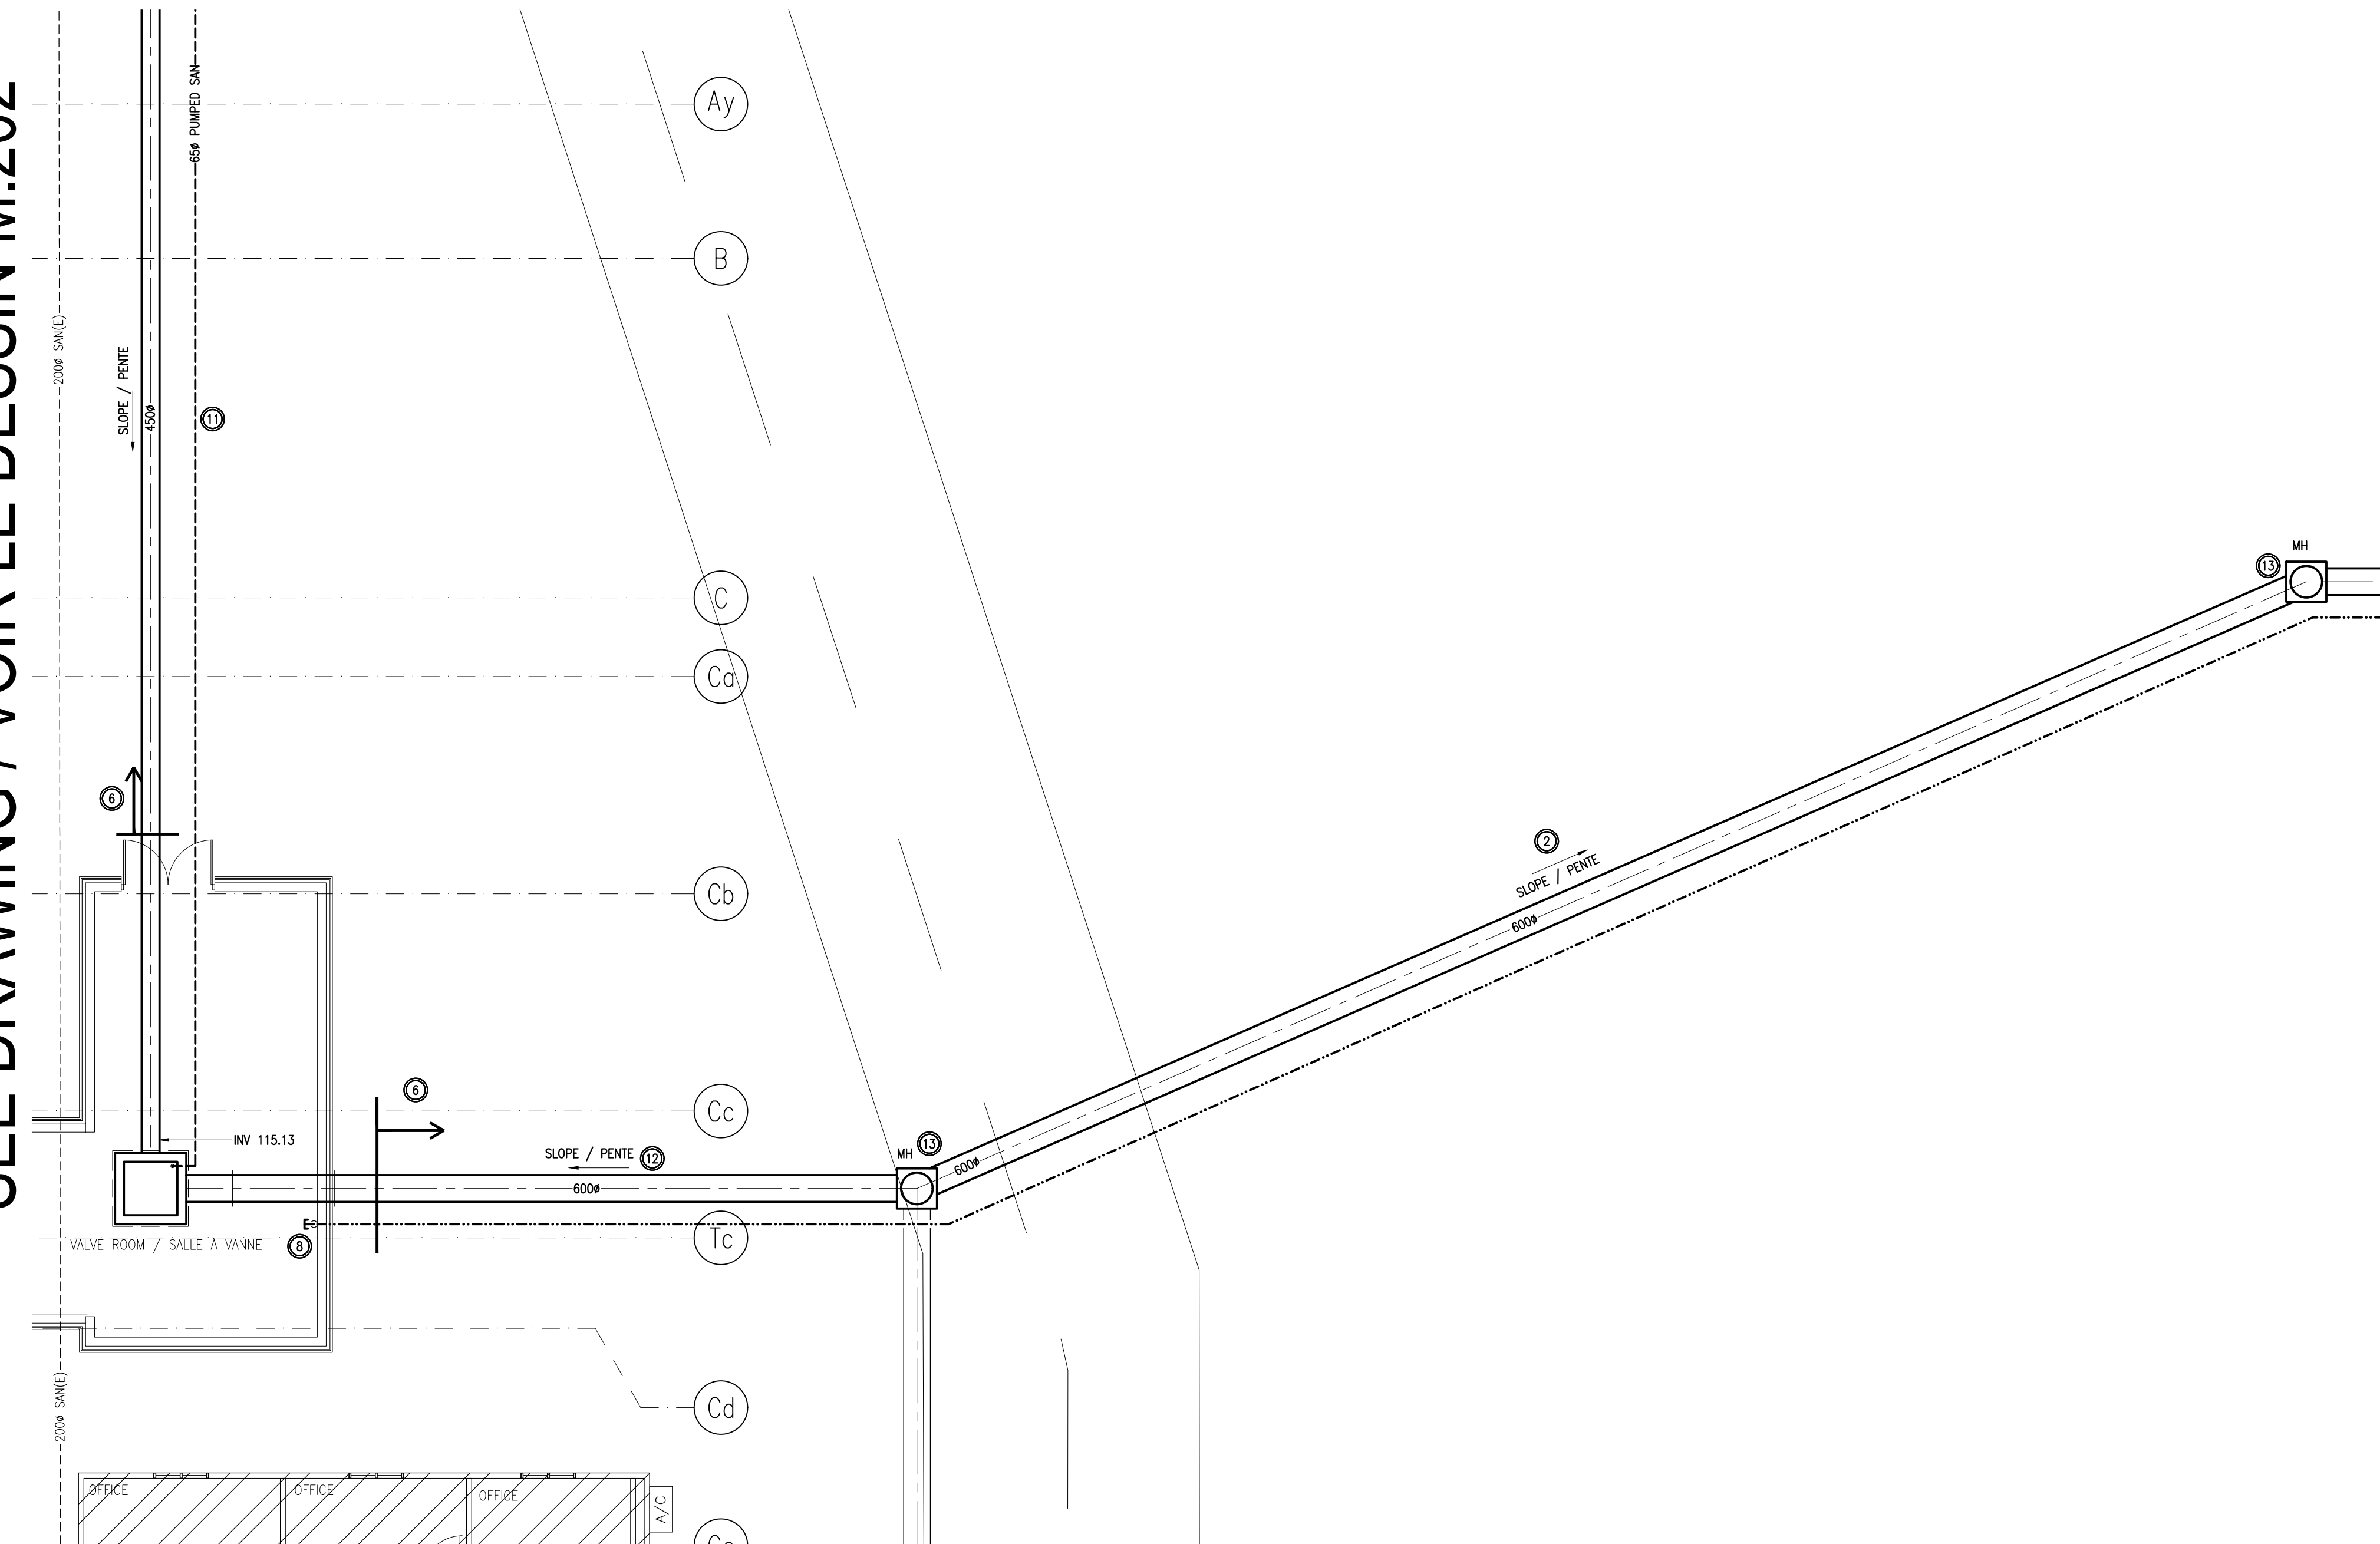 SEE DRAWING / VOIR LE DESSIN M.202
65ø PUMPED SAN
Ay
B
200ø SAN(E)
SLOPE / PENTE
450ø
11
MH
13
C
Ca
6
2
SLOPE / PENTE
600ø
Cb
6
Cc
INV 115.13
SLOPE / PENTE
12
MH
13
600ø
600ø
E
Tc
VALVE ROOM / SALLE A VANNE
8
200ø SAN(E)
Cd
OFFICE
OFFICE
OFFICE
A/C